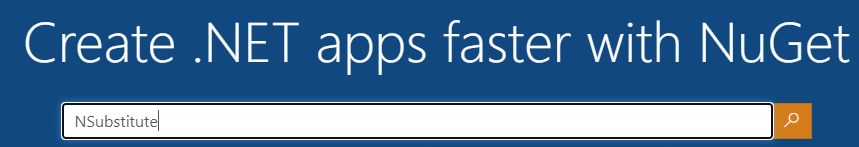 Create .NET apps faster with NuGet
NSubstitute